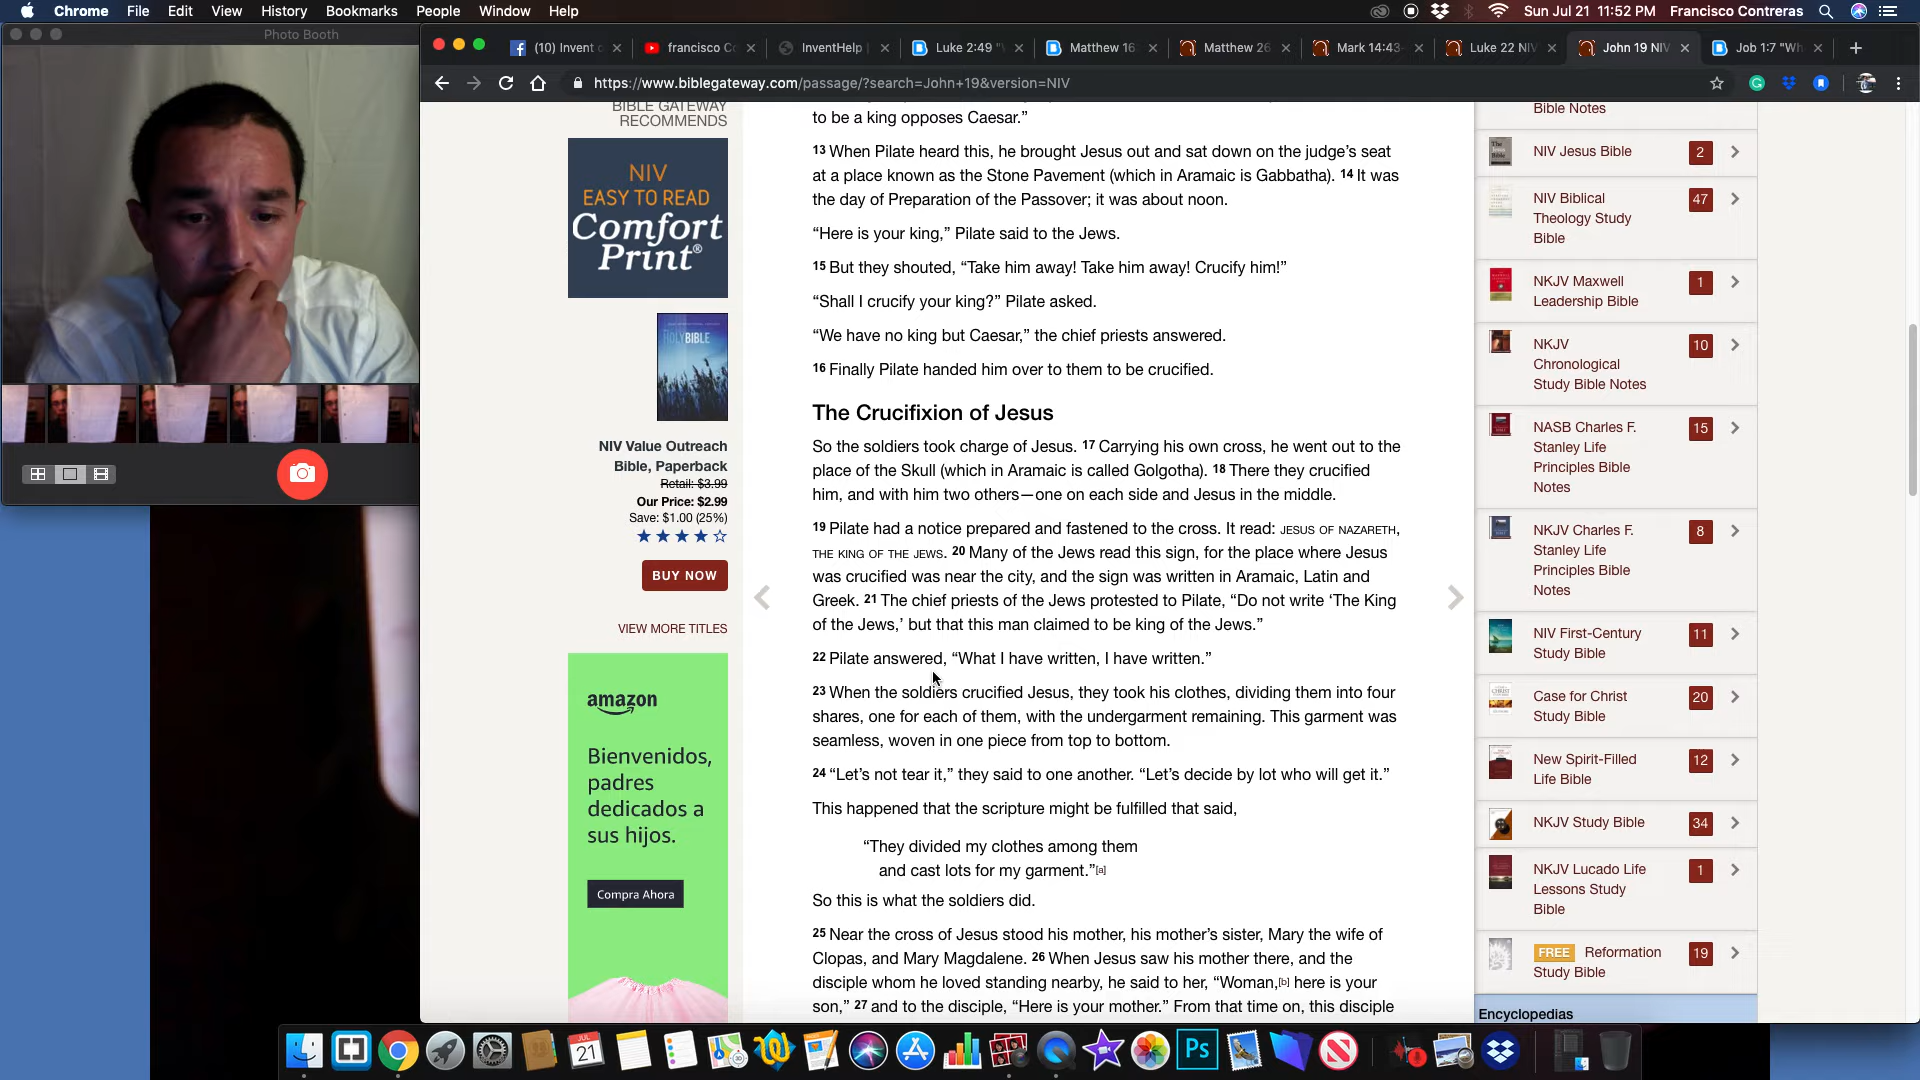 Chrome File Edit View History Bookmarks People Window Help
Sun Jul 21 11:52 PM Francisco Contreras
Photo Booth
(10) Invent
francisco Co
InventHelp
Luke 2:49 "
Matthew 16
Matthew 26
Mark 14:43-
Luke 22 NIV
John 19 NIV
Job 1:7 "Wh
https://www.biblegateway.com/passage/?search=John+19&version=NIV
BIBLE GATEWAY
RECOMMENDS
NIV
EASY TO READ
Comfort
Print®
HOLY BIBLE
NIV Value Outreach
Bible, Paperback
Retail: $3.99
Our Price: $2.99
Save: $1.00 (25%)
BUY NOW
VIEW MORE TITLES
amazon
Bienvenidos,
padres
dedicados a
sus hijos.
Compra Ahora
to be a king opposes Caesar.”
13 When Pilate heard this, he brought Jesus out and sat down on the judge’s seat
at a place known as the Stone Pavement (which in Aramaic is Gabbatha). 14 It was
the day of Preparation of the Passover; it was about noon.
“Here is your king,” Pilate said to the Jews.
15 But they shouted, “Take him away! Take him away! Crucify him!”
“Shall I crucify your king?” Pilate asked.
“We have no king but Caesar,” the chief priests answered.
16 Finally Pilate handed him over to them to be crucified.
The Crucifixion of Jesus
So the soldiers took charge of Jesus. 17 Carrying his own cross, he went out to the
place of the Skull (which in Aramaic is called Golgotha). 18 There they crucified
him, and with him two others—one on each side and Jesus in the middle.
19 Pilate had a notice prepared and fastened to the cross. It read: JESUS OF NAZARETH,
THE KING OF THE JEWS. 20 Many of the Jews read this sign, for the place where Jesus
was crucified was near the city, and the sign was written in Aramaic, Latin and
Greek. 21 The chief priests of the Jews protested to Pilate, “Do not write ‘The King
of the Jews,’ but that this man claimed to be king of the Jews.”
22 Pilate answered, “What I have written, I have written.”
23 When the soldiers crucified Jesus, they took his clothes, dividing them into four
shares, one for each of them, with the undergarment remaining. This garment was
seamless, woven in one piece from top to bottom.
24 “Let’s not tear it,” they said to one another. “Let’s decide by lot who will get it.”
This happened that the scripture might be fulfilled that said,
“They divided my clothes among them
and cast lots for my garment.”[a]
So this is what the soldiers did.
25 Near the cross of Jesus stood his mother, his mother’s sister, Mary the wife of
Clopas, and Mary Magdalene. 26 When Jesus saw his mother there, and the
disciple whom he loved standing nearby, he said to her, “Woman,[b] here is your
son,” 27 and to the disciple, “Here is your mother.” From that time on, this disciple
Bible Notes
NIV Jesus Bible 2
NIV Biblical 47
Theology Study
Bible
NKJV Maxwell 1
Leadership Bible
NKJV 10
Chronological
Study Bible Notes
NASB Charles F. 15
Stanley Life
Principles Bible
Notes
NKJV Charles F. 8
Stanley Life
Principles Bible
Notes
NIV First-Century 11
Study Bible
Case for Christ 20
Study Bible
New Spirit-Filled 12
Life Bible
NKJV Study Bible 34
NKJV Lucado Life 1
Lessons Study
Bible
FREE Reformation 19
Study Bible
Encyclopedias
JUL
21
Ps